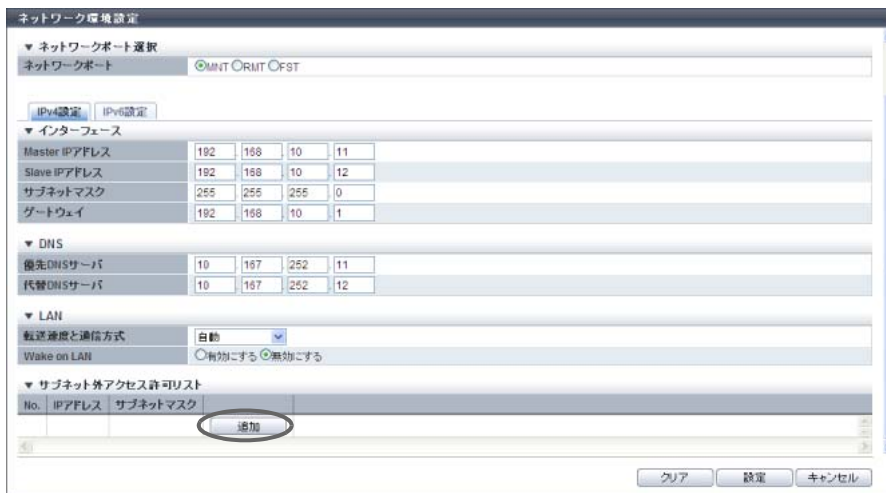 ネットワーク環境設定
▼ ネットワークポート選択
ネットワークポート ◉MNT ○RMT ○FST
IPv4設定 IPv6設定
▼ インターフェース
Master IPアドレス 192 . 168 . 10 . 11
Slave IPアドレス 192 . 168 . 10 . 12
サブネットマスク 255 . 255 . 255 . 0
ゲートウェイ 192 . 168 . 10 . 1
▼ DNS
優先DNSサーバ 10 . 167 . 252 . 11
代替DNSサーバ 10 . 167 . 252 . 12
▼ LAN
転送速度と通信方式 自動
Wake on LAN ○有効にする ◉無効にする
▼ サブネット外アクセス許可リスト
No. IPアドレス サブネットマスク
追加
クリア 設定 キャンセル